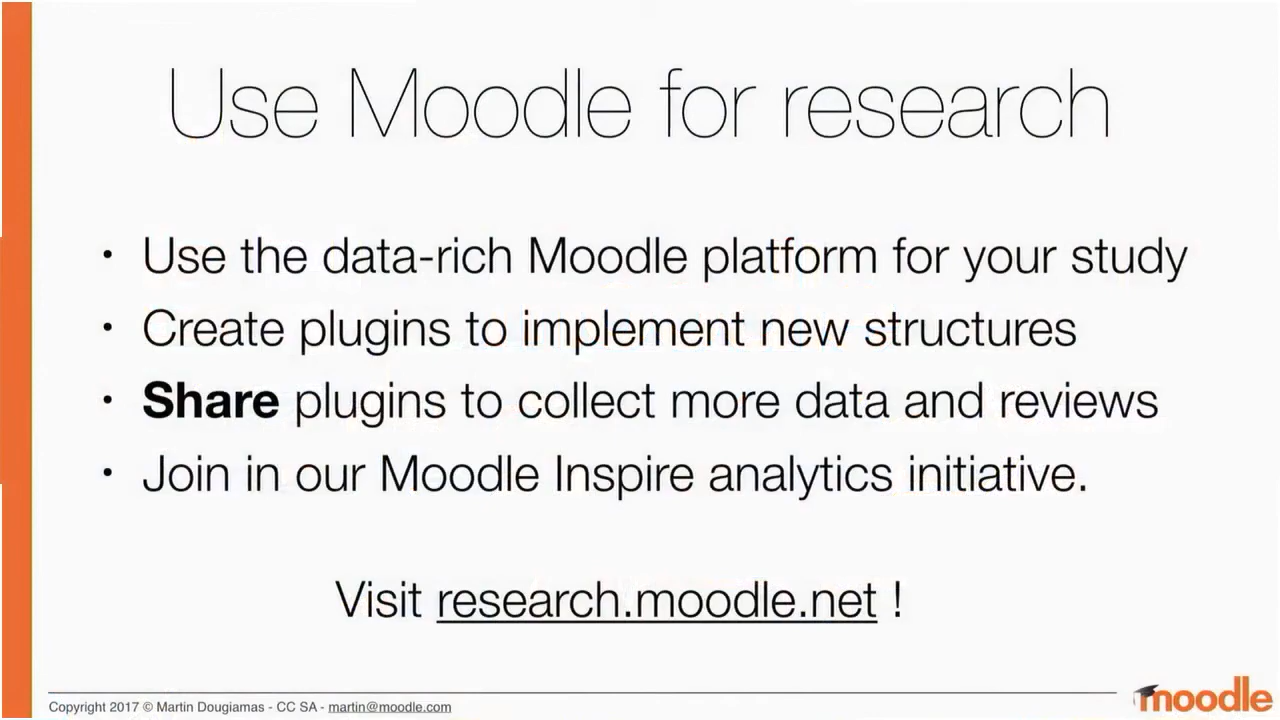 Use Moodle for research
• Use the data-rich Moodle platform for your study
• Create plugins to implement new structures
• Share plugins to collect more data and reviews
• Join in our Moodle Inspire analytics initiative.
Visit research.moodle.net !
Copyright 2017 © Martin Dougiamas - CC SA - martin@moodle.com
moodle